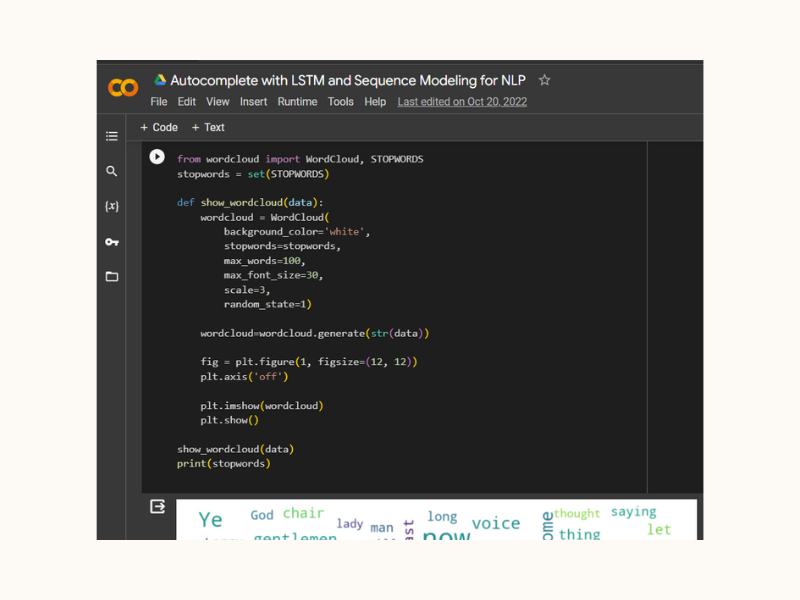 Autocomplete with LSTM and Sequence Modeling for NLP
File Edit View Insert Runtime Tools Help Last edited on Oct 20, 2022
+ Code + Text
from wordcloud import WordCloud, STOPWORDS
stopwords = set(STOPWORDS)
def show_wordcloud(data):
wordcloud = WordCloud(
background_color='white',
stopwords=stopwords,
max_words=100,
max_font_size=30,
scale=3,
random_state=1)
wordcloud=wordcloud.generate(str(data))
fig = plt.figure(1, figsize=(12, 12))
plt.axis('off')
plt.imshow(wordcloud)
plt.show()
show_wordcloud(data)
print(stopwords)
Ye God chair lady man long voice thought saying
gentlemen now thing let